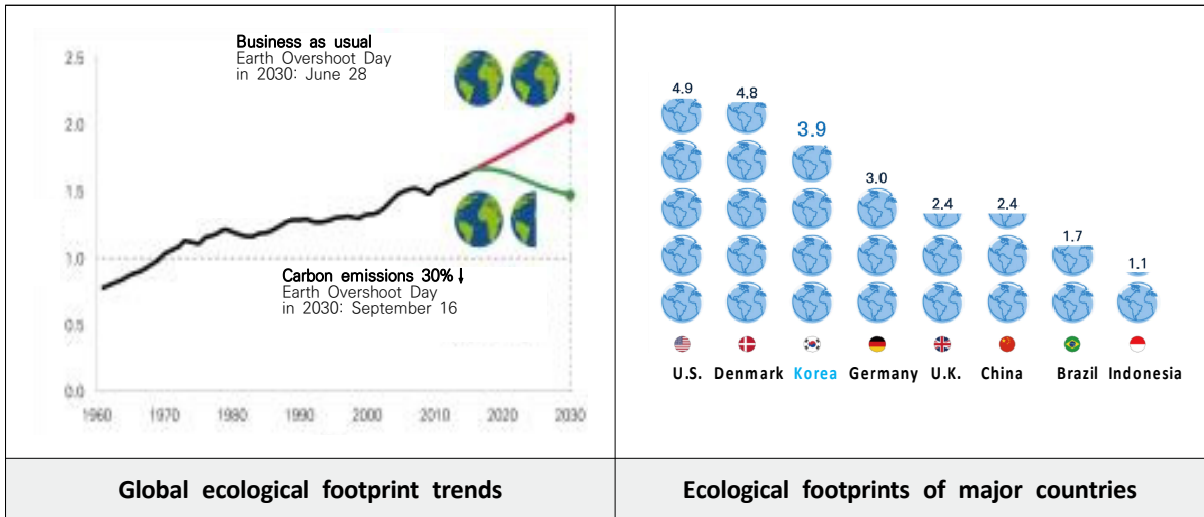 Business as usual
Earth Overshoot Day
in 2030: June 28
2.5
2.0
1.5
1.0
0.5
0.0
Carbon emissions 30%↓
Earth Overshoot Day
in 2030: September 16
1960 1970 1980 1990 2000 2010 2020 2030
Global ecological footprint trends
4.9 4.8 3.9 3.0 2.4 2.4 1.7 1.1
U.S. Denmark Korea Germany U.K. China Brazil Indonesia
Ecological footprints of major countries